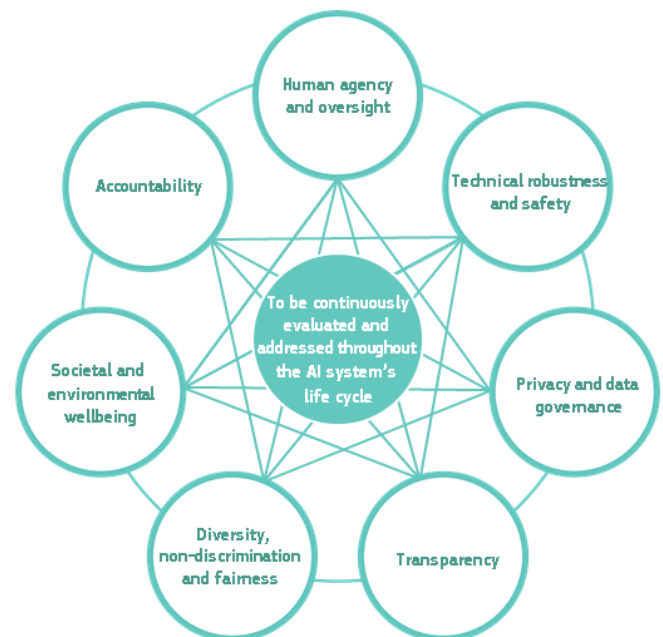 Human agency
and oversight
Technical robustness
and safety
Privacy and data
governance
Transparency
Diversity,
non-discrimination
and fairness
Societal and
environmental
wellbeing
Accountability
To be continuously
evaluated and
addressed throughout
the AI system's
life cycle